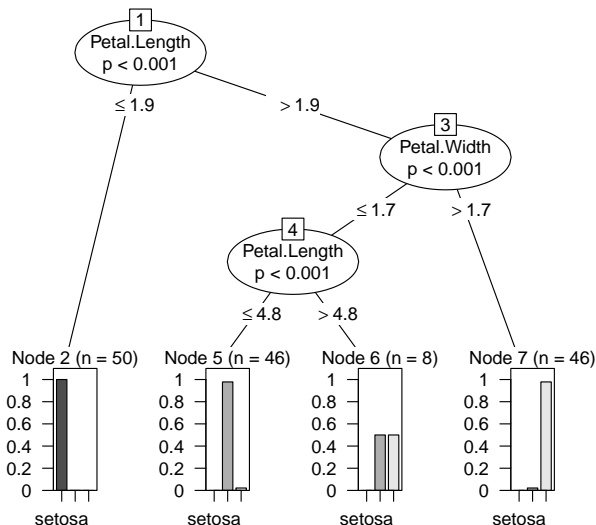 1
Petal.Length
p < 0.001
≤ 1.9
> 1.9
3
Petal.Width
p < 0.001
≤ 1.7
> 1.7
4
Petal.Length
p < 0.001
≤ 4.8
> 4.8
Node 2 (n = 50)
Node 5 (n = 46)
Node 6 (n = 8)
Node 7 (n = 46)
1
0.8
0.6
0.4
0.2
0
setosa
1
0.8
0.6
0.4
0.2
0
setosa
1
0.8
0.6
0.4
0.2
0
setosa
1
0.8
0.6
0.4
0.2
0
setosa